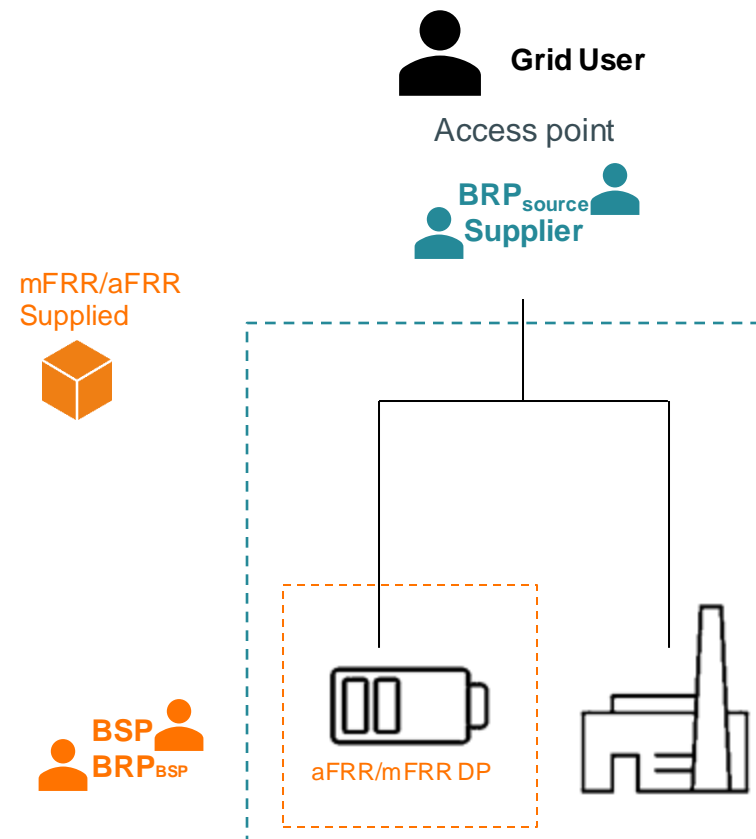 Grid User
Access point
BRPsource
Supplier
mFRR/aFRR
Supplied
BSP
BRPBSP
aFRR/mFRR DP